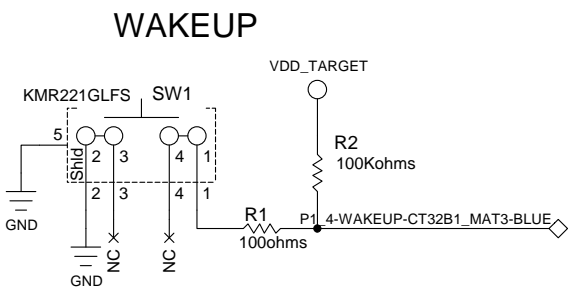 WAKEUP
VDD_TARGET
KMR221GLFS SW1
5
Shld
2 3 4 1
2 3 4 1
R2
100Kohms
GND
R1
100ohms
P1_4-WAKEUP-CT32B1_MAT3-BLUE
NC
NC
GND